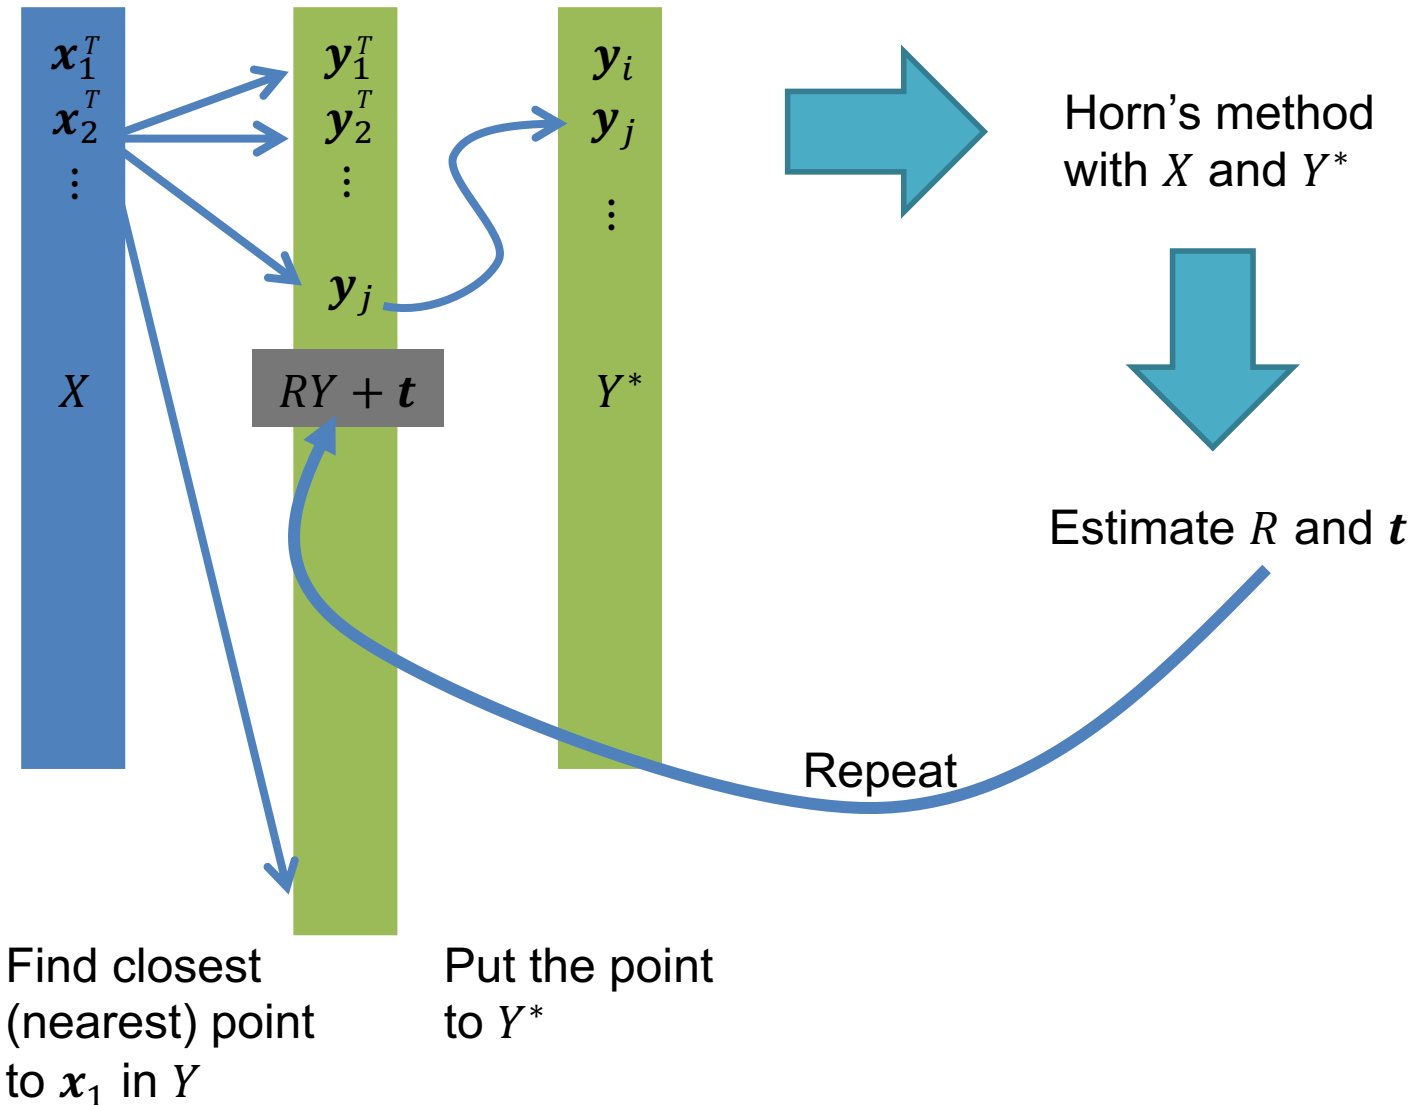 𝒙₁ᵀ
𝒙₂ᵀ
⋮
X
𝒚₁ᵀ
𝒚₂ᵀ
⋮
𝒚ⱼ
RY + 𝒕
𝒚ᵢ
𝒚ⱼ
⋮
Y*
Horn's method
with X and Y*
Estimate R and 𝒕
Repeat
Find closest
(nearest) point
to 𝒙₁ in Y
Put the point
to Y*